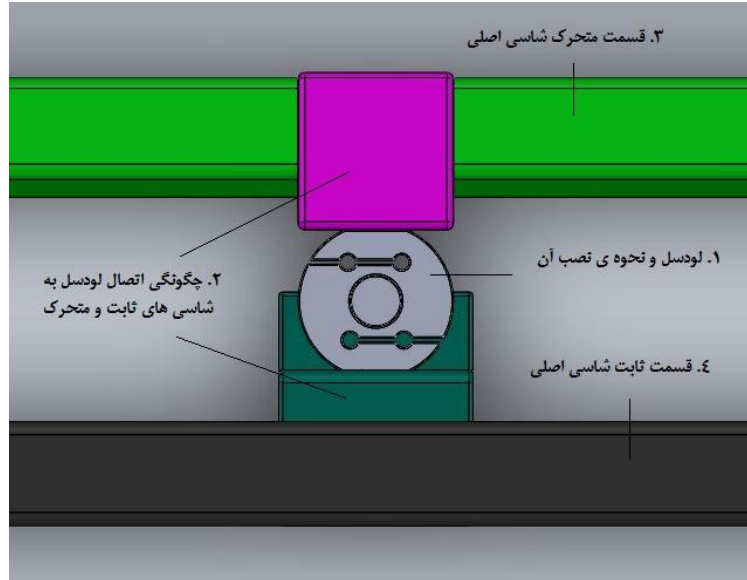 ۳. قسمت متحرک شاسی اصلی
۱. لودسل و نحوه ی نصب آن
۲. چگونگی اتصال لودسل به
شاسی های ثابت و متحرک
٤. قسمت ثابت شاسی اصلی